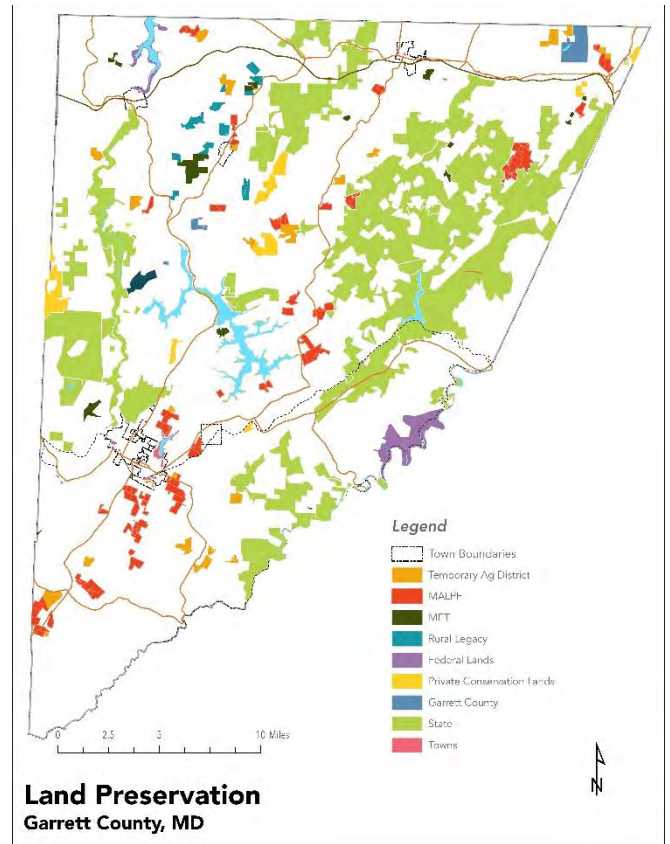 Legend
Town Boundaries
Temporary Ag District
MALPF
MET
Rural Legacy
Federal Lands
Private Conservation Lands
Garrett County
State
Towns
0 2.5 5 10 Miles
N
Land Preservation
Garrett County, MD